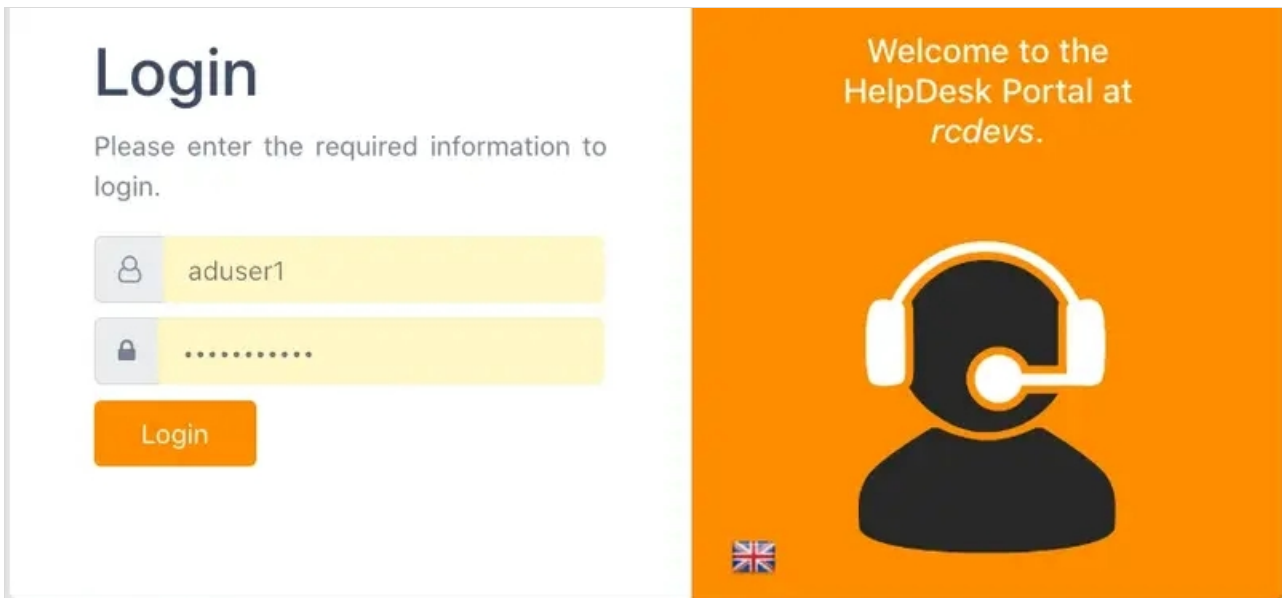 Login
Please enter the required information to
login.
aduser1
•••••••••••
Login
Welcome to the
HelpDesk Portal at
rcdevs.